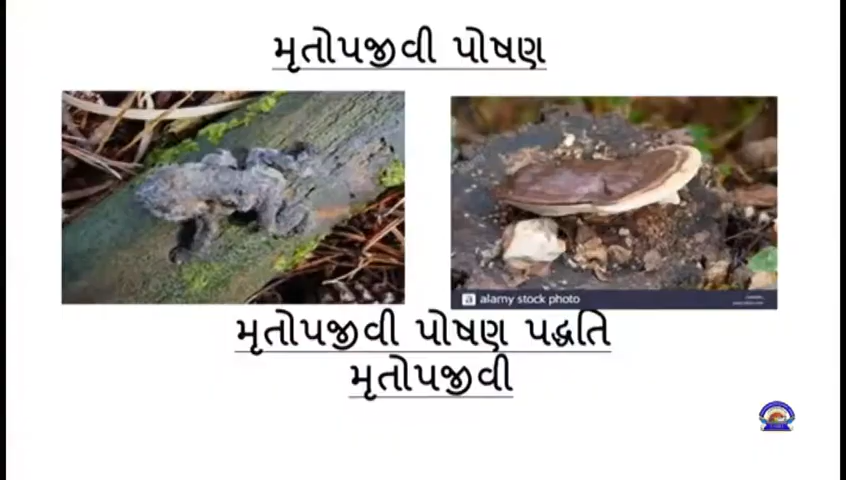 મૃતોપજીવી પોષણ
alamy stock photo
મૃતોપજીવી પોષણ પદ્ધતિ
મૃતોપજીવી